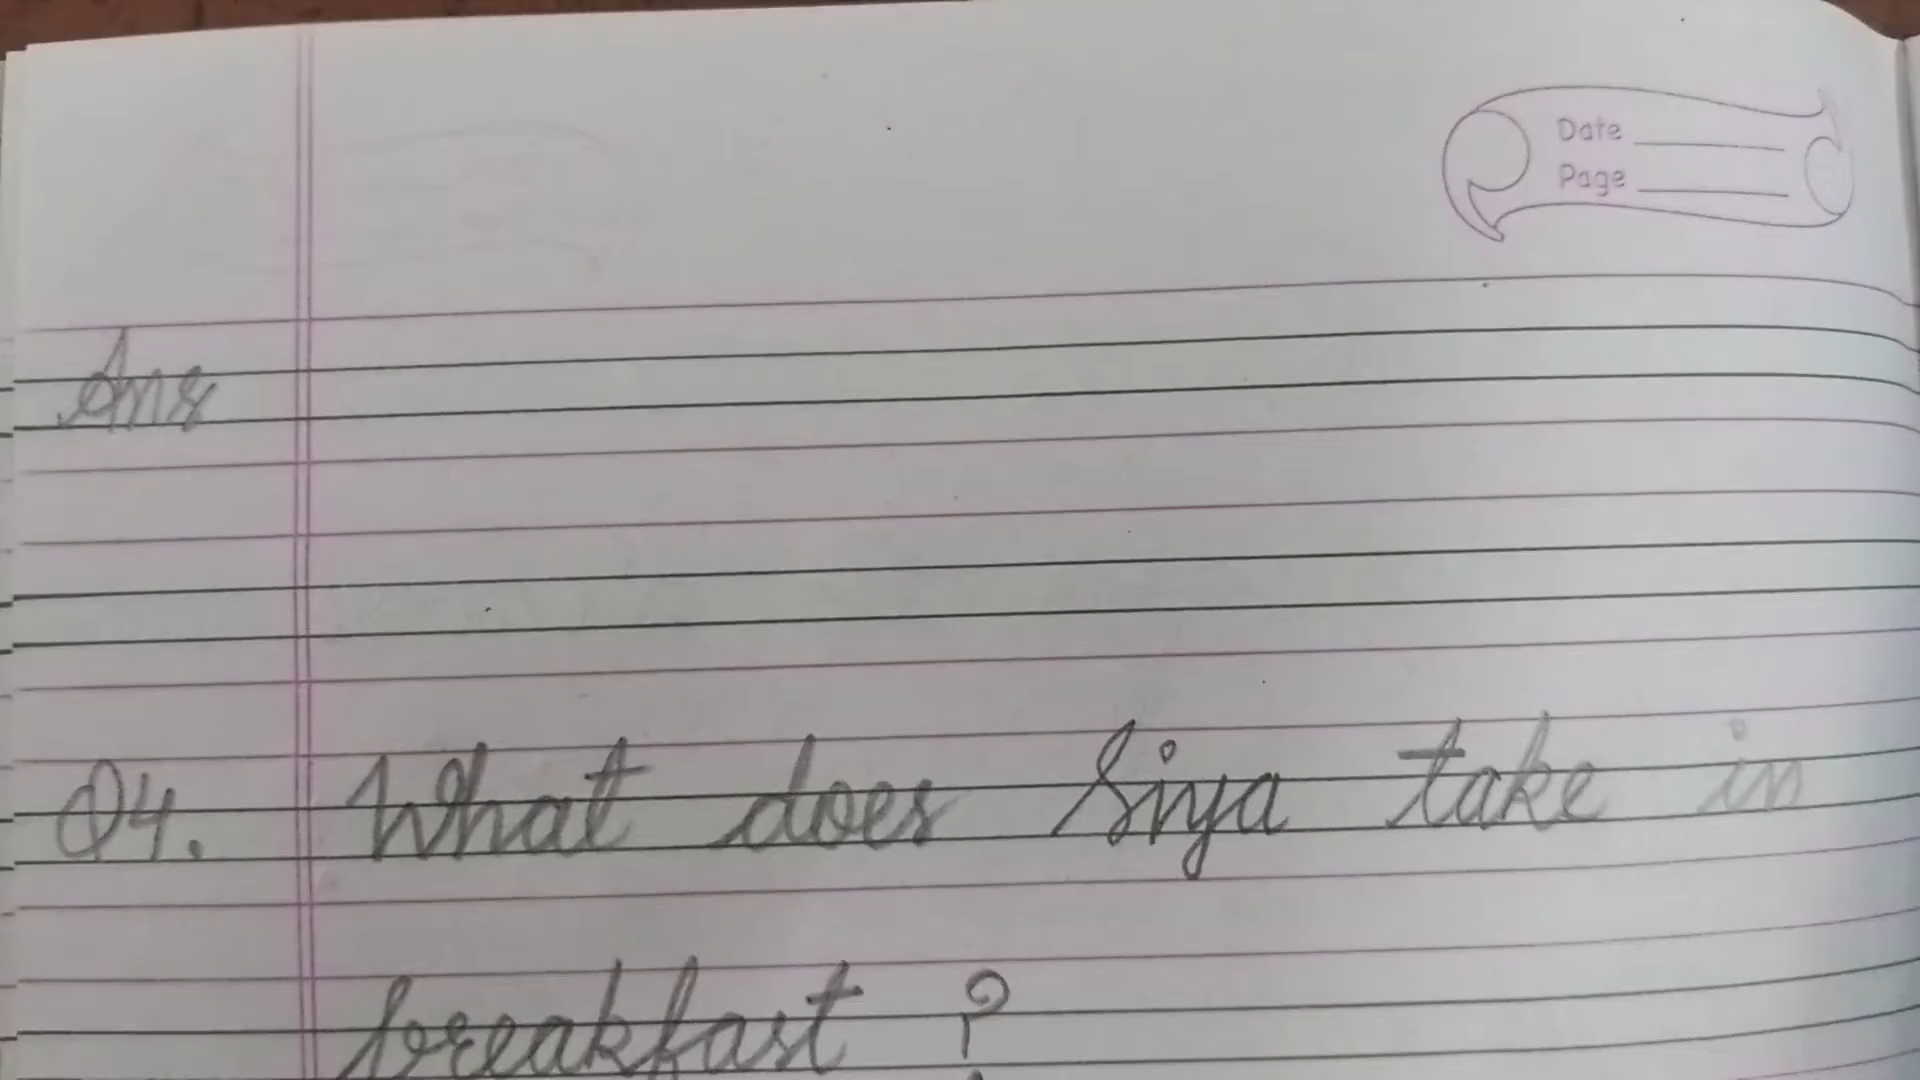 Date
Page
Ans
Q4. What does Siya take in
breakfast ?